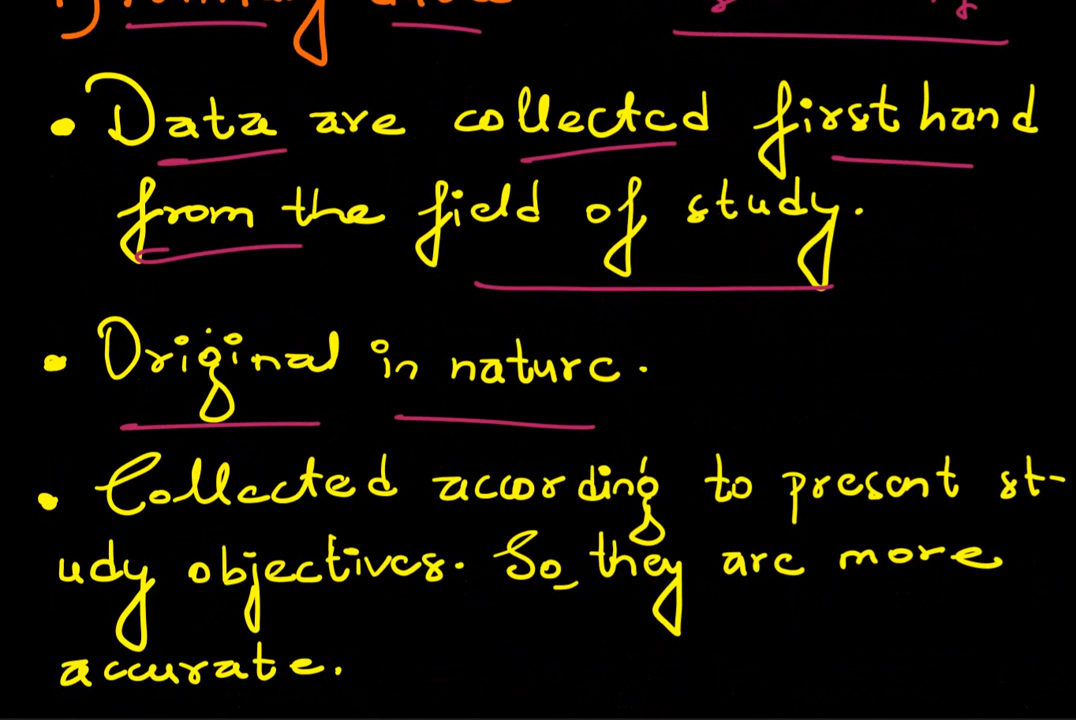 • Data are collected first hand
from the field of study.
• Original in nature.
• Collected according to present st-
udy objectives. So they are more
accurate.